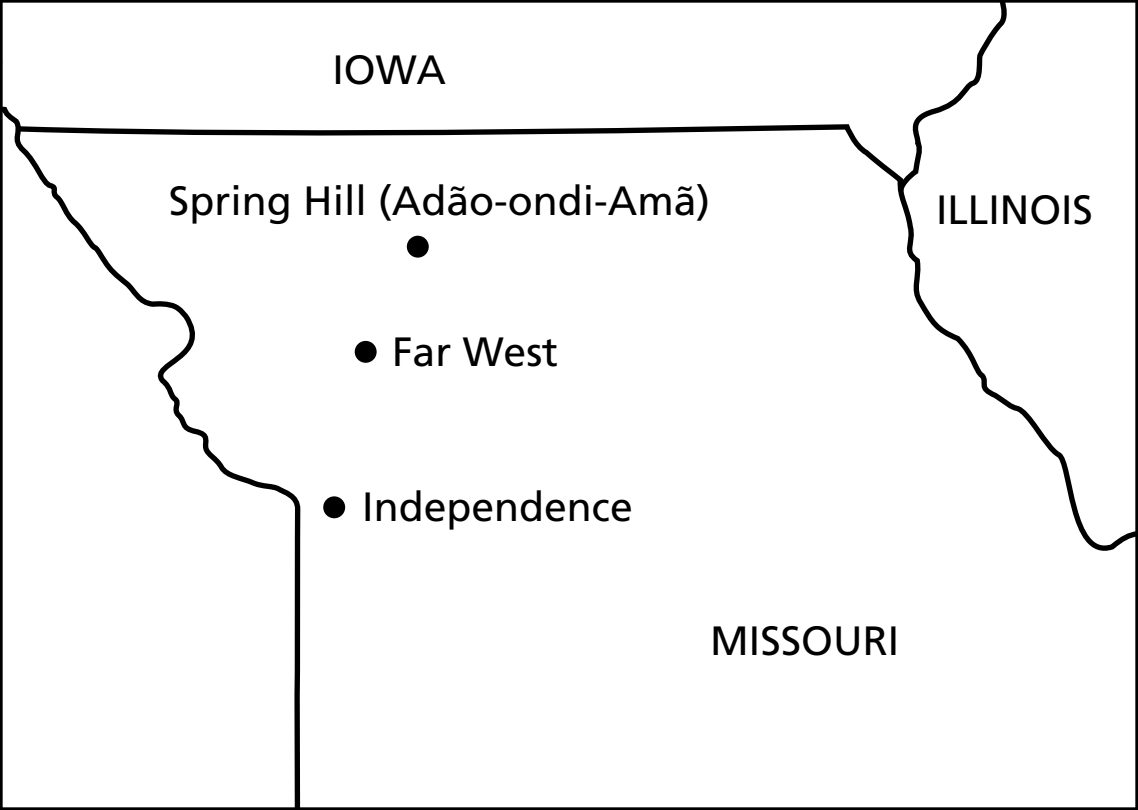 IOWA
Spring Hill (Adão-ondi-Amã)
ILLINOIS
Far West
Independence
MISSOURI